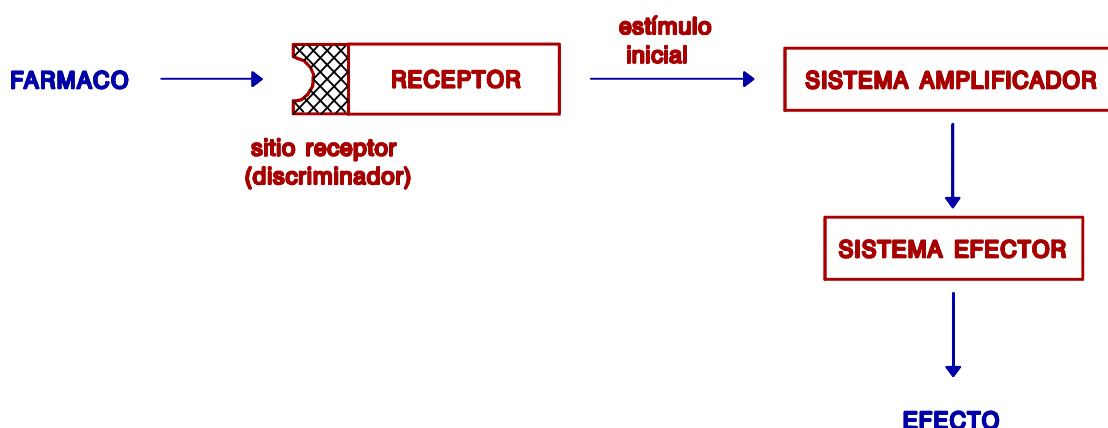 FARMACO
RECEPTOR
sitio receptor
(discriminador)
estímulo
inicial
SISTEMA AMPLIFICADOR
SISTEMA EFECTOR
EFECTO